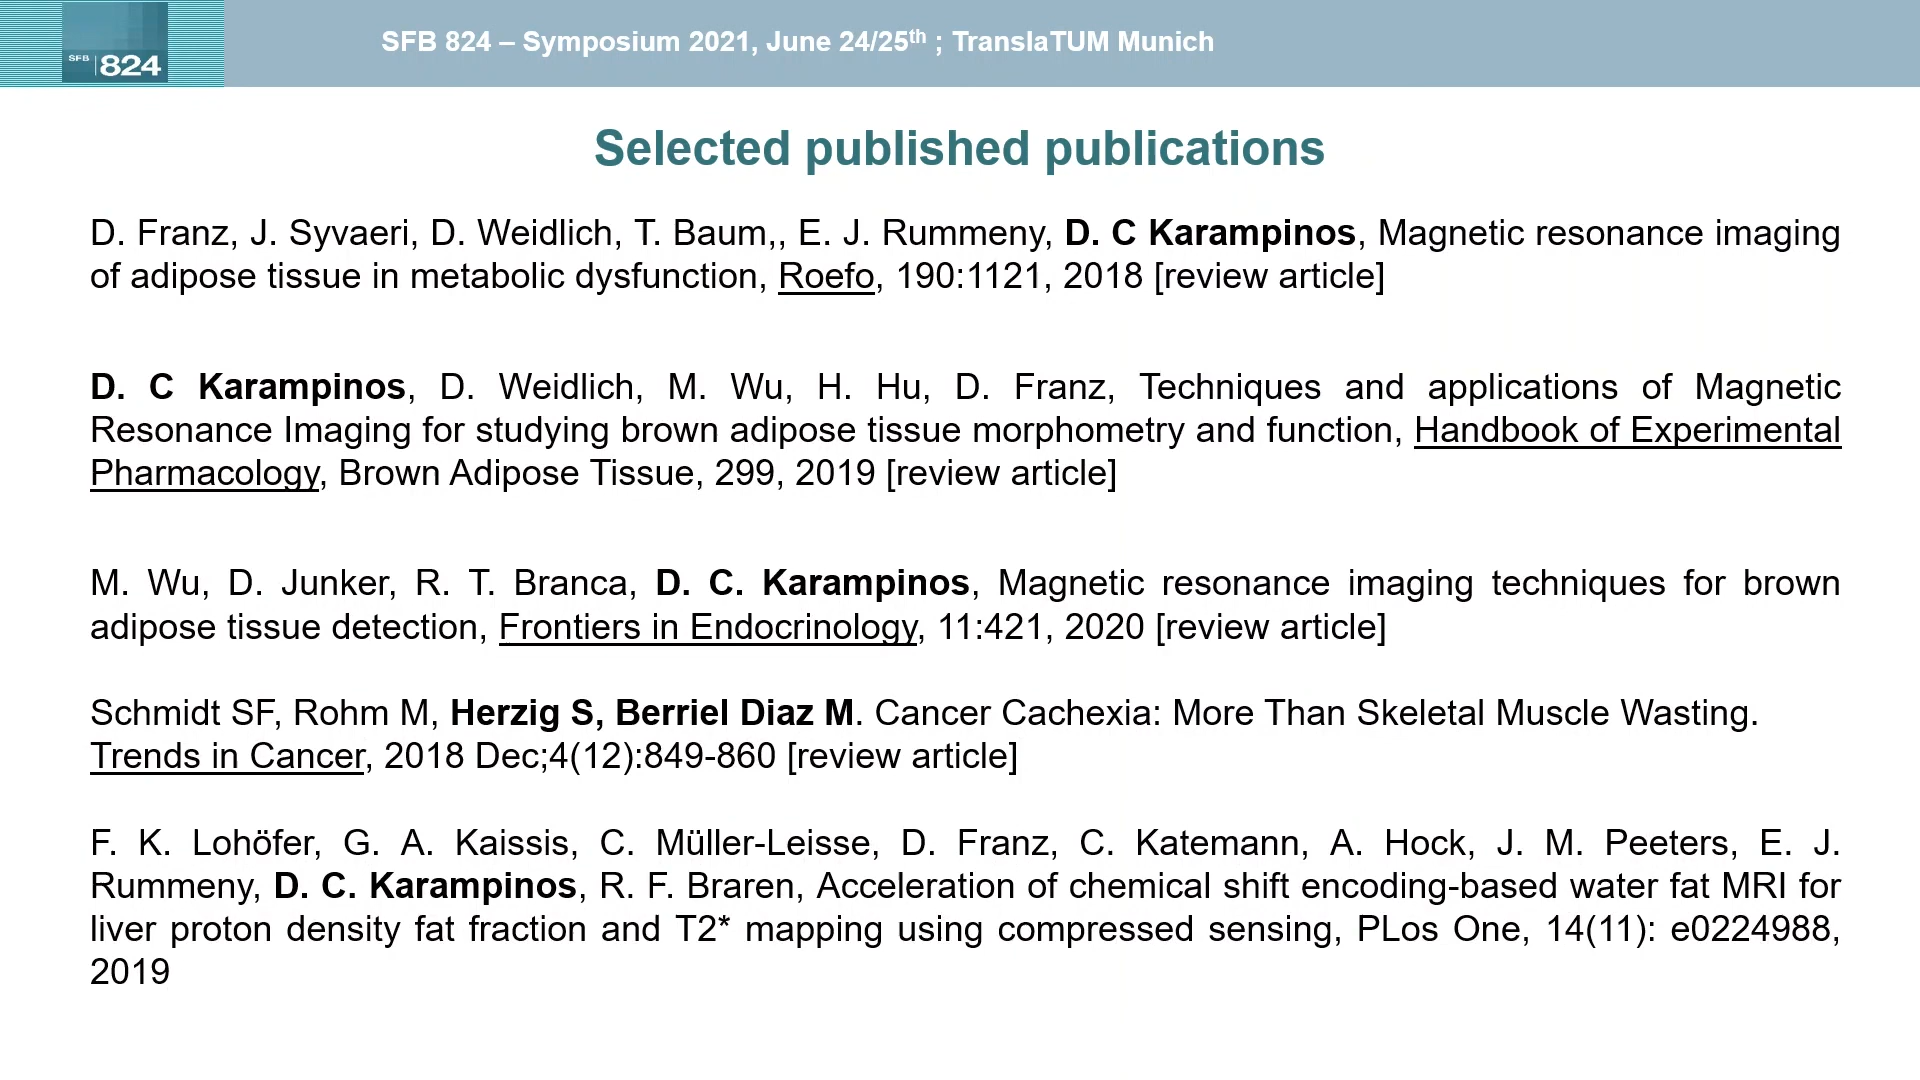 SFB 824
SFB 824 – Symposium 2021, June 24/25th ; TranslaTUM Munich
Selected published publications
D. Franz, J. Syvaeri, D. Weidlich, T. Baum,, E. J. Rummeny, D. C Karampinos, Magnetic resonance imaging
of adipose tissue in metabolic dysfunction, Roefo, 190:1121, 2018 [review article]
D. C Karampinos, D. Weidlich, M. Wu, H. Hu, D. Franz, Techniques and applications of Magnetic
Resonance Imaging for studying brown adipose tissue morphometry and function, Handbook of Experimental
Pharmacology, Brown Adipose Tissue, 299, 2019 [review article]
M. Wu, D. Junker, R. T. Branca, D. C. Karampinos, Magnetic resonance imaging techniques for brown
adipose tissue detection, Frontiers in Endocrinology, 11:421, 2020 [review article]
Schmidt SF, Rohm M, Herzig S, Berriel Diaz M. Cancer Cachexia: More Than Skeletal Muscle Wasting.
Trends in Cancer, 2018 Dec;4(12):849-860 [review article]
F. K. Lohöfer, G. A. Kaissis, C. Müller-Leisse, D. Franz, C. Katemann, A. Hock, J. M. Peeters, E. J.
Rummeny, D. C. Karampinos, R. F. Braren, Acceleration of chemical shift encoding-based water fat MRI for
liver proton density fat fraction and T2* mapping using compressed sensing, PLos One, 14(11): e0224988,
2019